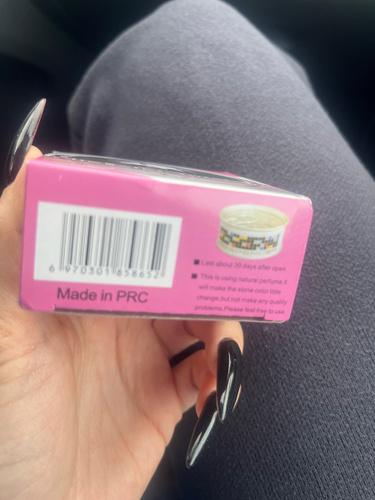 6 970301 658652
Made in PRC
■ Last about 30 days after open
■ This is using natural perfume,it
will make the stone color little
change,but not make any quality
problems.Please feel free to use